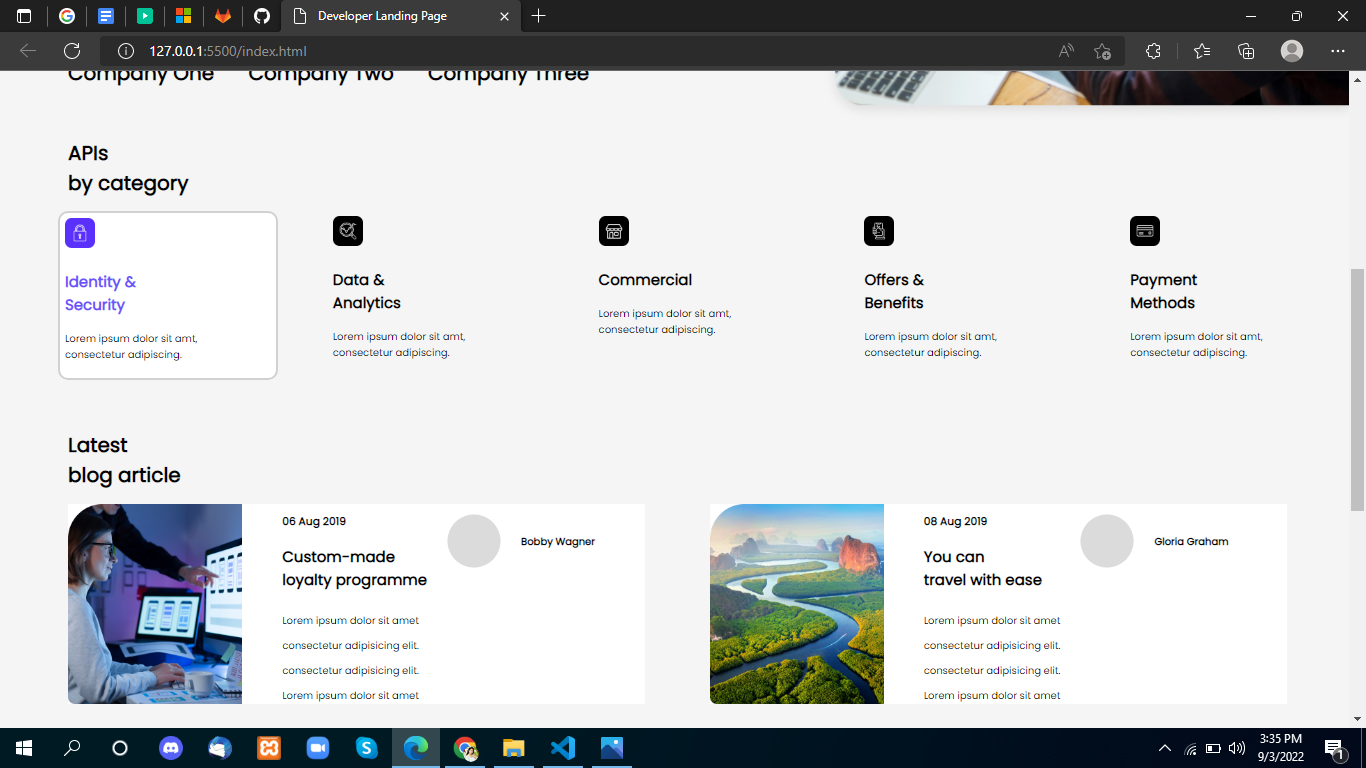 Developer Landing Page
127.0.0.1:5500/index.html
Company One Company Two Company Three
APIs
by category
Identity &
Security
Lorem ipsum dolor sit amt,
consectetur adipiscing.
Data &
Analytics
Lorem ipsum dolor sit amt,
consectetur adipiscing.
Commercial
Lorem ipsum dolor sit amt,
consectetur adipiscing.
Offers &
Benefits
Lorem ipsum dolor sit amt,
consectetur adipiscing.
Payment
Methods
Lorem ipsum dolor sit amt,
consectetur adipiscing.
Latest
blog article
06 Aug 2019
Custom-made
loyalty programme
Lorem ipsum dolor sit amet
consectetur adipisicing elit.
consectetur adipisicing elit.
Lorem ipsum dolor sit amet
Bobby Wagner
08 Aug 2019
You can
travel with ease
Lorem ipsum dolor sit amet
consectetur adipisicing elit.
consectetur adipisicing elit.
Lorem ipsum dolor sit amet
Gloria Graham
3:35 PM
9/3/2022
1